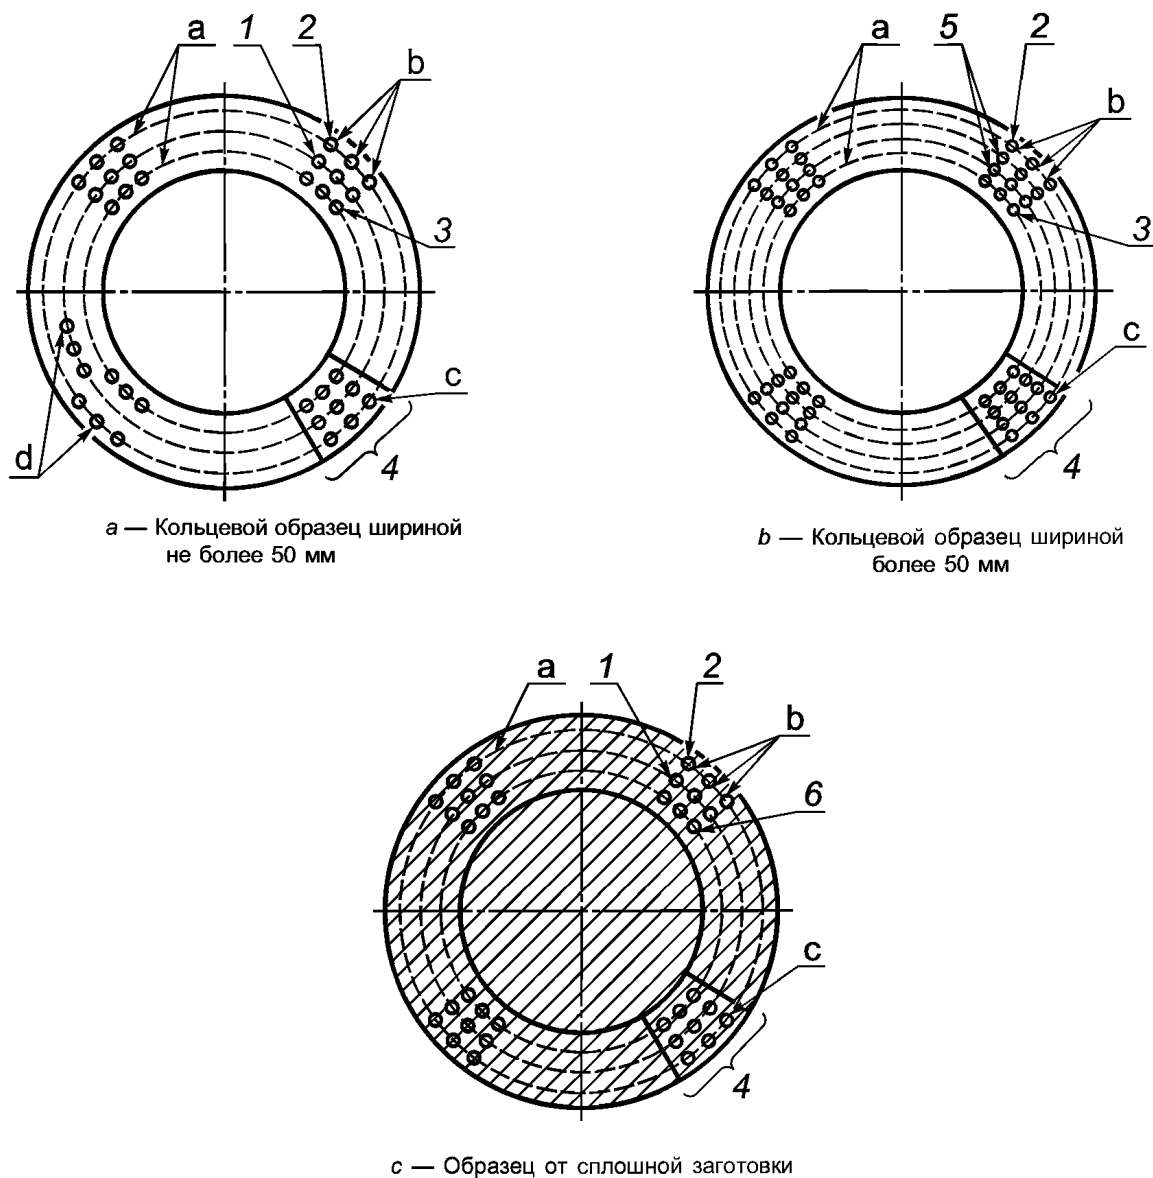 a 1 2 b
3
c
d
4
a — Кольцевой образец шириной
не более 50 мм
a 5 2 b
3
c
4
b — Кольцевой образец шириной
более 50 мм
a 1 2 b
6
c
4
c — Образец от сплошной заготовки